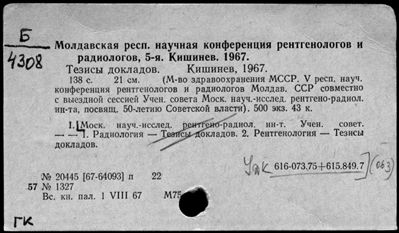 Б
4308
Молдавская респ. научная конференция рентгенологов и
радиологов, 5-я. Кишинев. 1967.
Тезисы докладов. Кишинев, 1967.
138 с. 21 см. (М-во здравоохранения МССР. V респ. науч.
конференция рентгенологов и радиологов Молдав. ССР совместно
с выездной сессией Учен. совета Моск. науч.-исслед. рентгено-радиол.
ин-та, посвящ. 50-летию Советской власти). 500 экз. 43 к.
I. Моск. науч.-исслед. рентгено-радиол. ин-т. Учен. совет.
— — 1. Радиология — Тезисы докладов. 2. Рентгенология — Тезисы
докладов.
616-073.75+615.849.7
№ 20445 [67-64093] п 22
57 № 1327
Вс. кн. пал. 1 VIII 67 М75
ГК